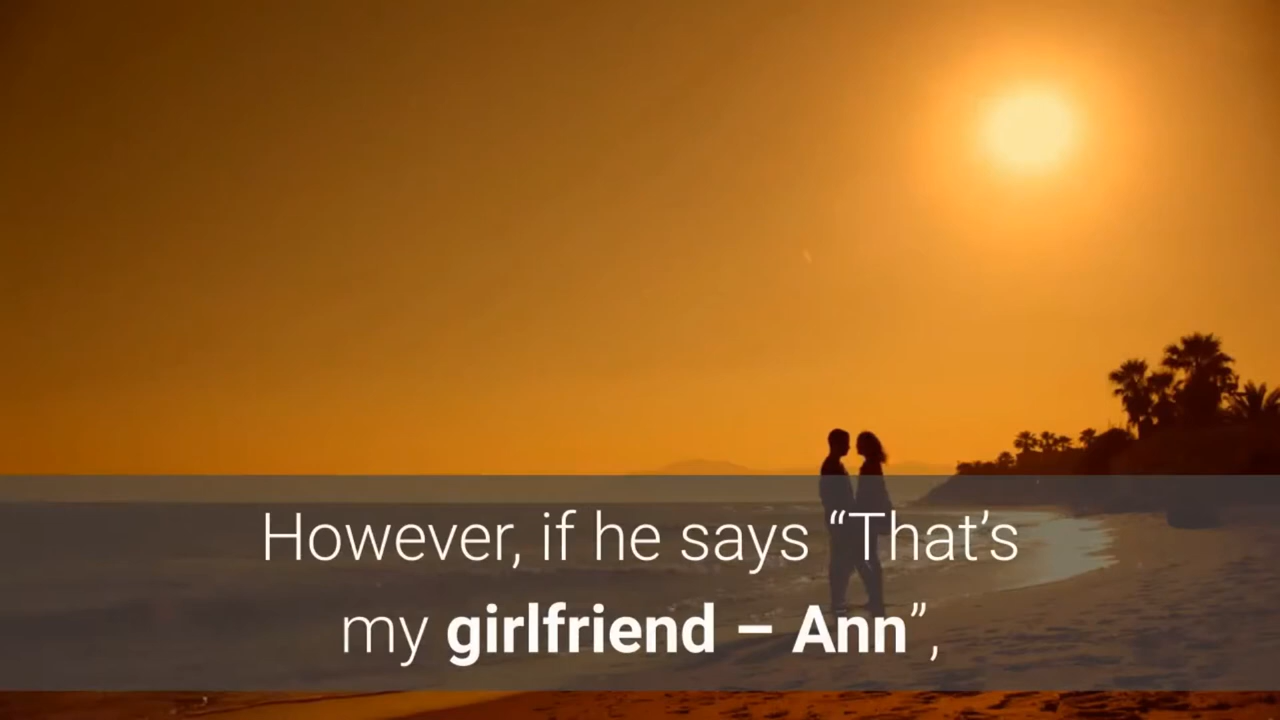 However, if he says “That’s
my girlfriend – Ann”,